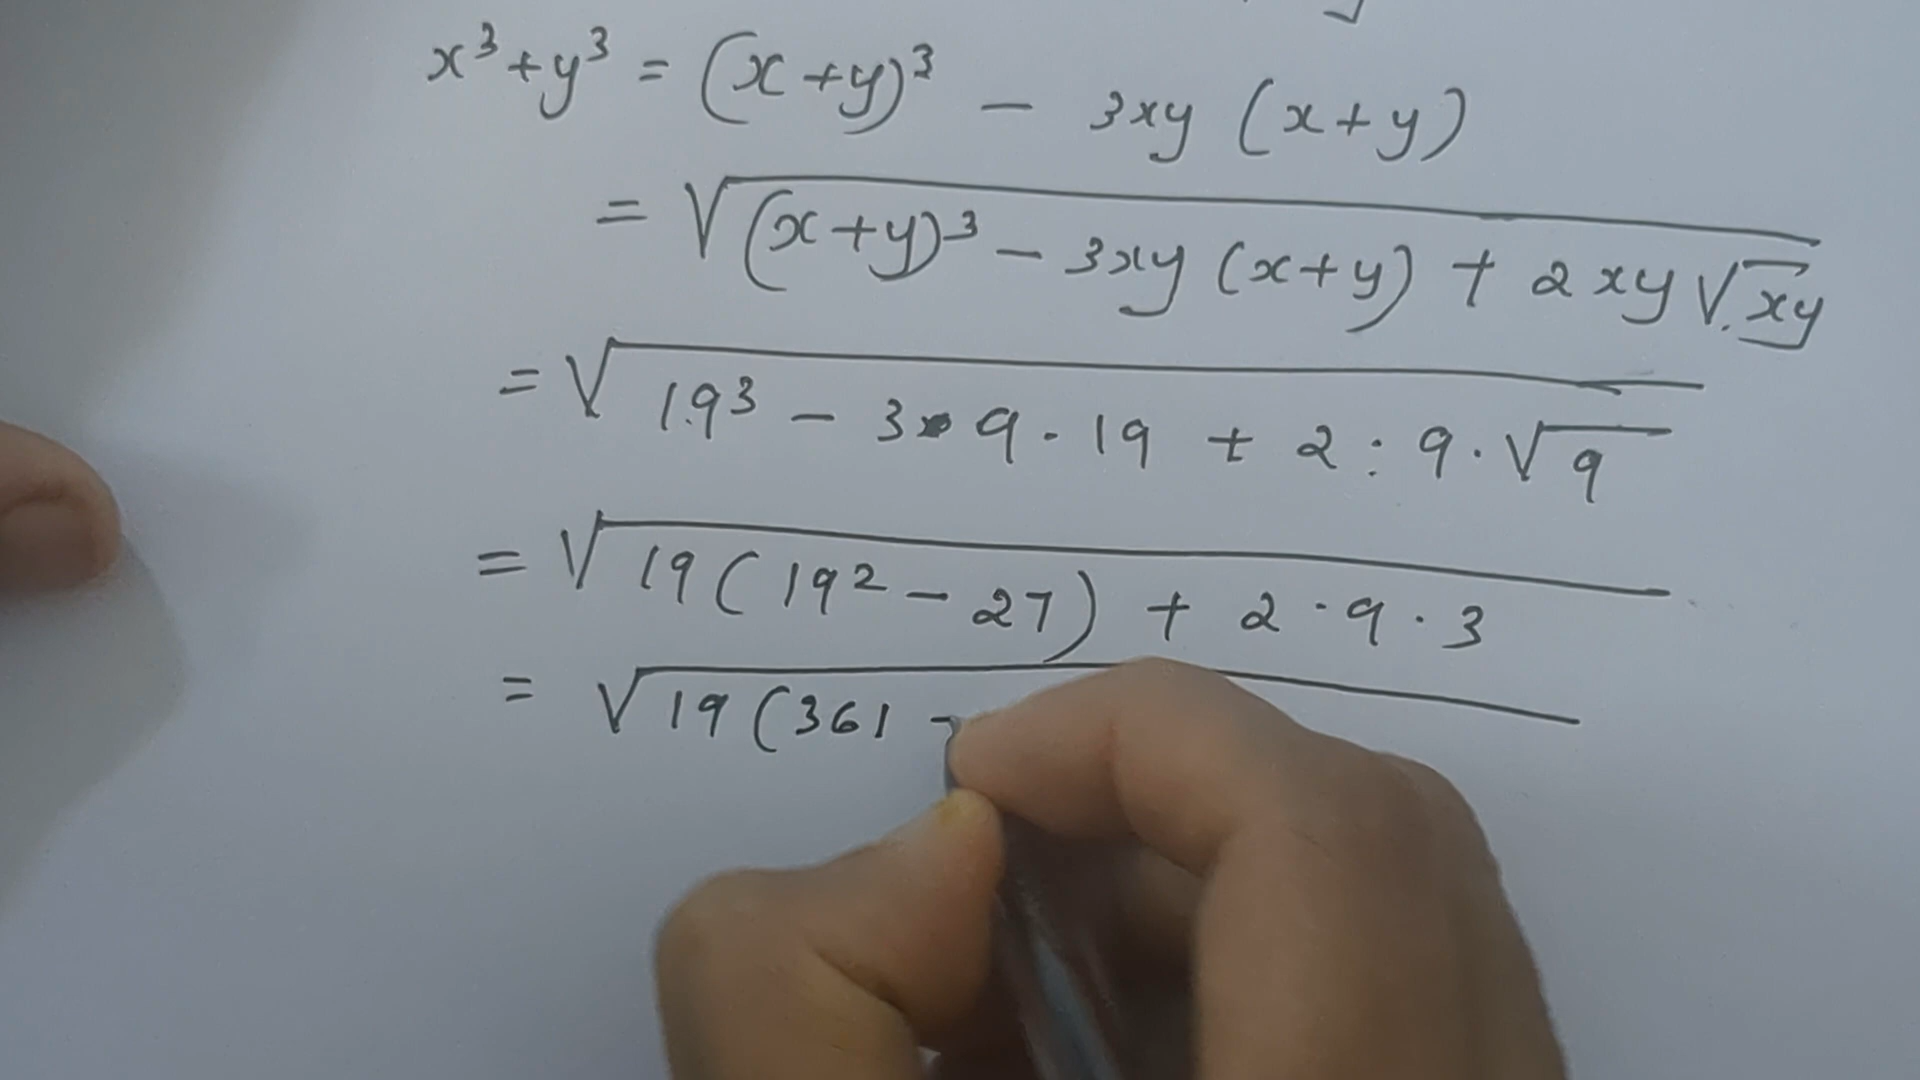 x³+y³ = (x+y)³ - 3xy (x+y)
= √((x+y)³ - 3xy (x+y) + 2xy√xy)
= √(19³ - 3·9·19 + 2·9·√9)
= √(19(19² - 27) + 2·9·3)
= √(19(361 -